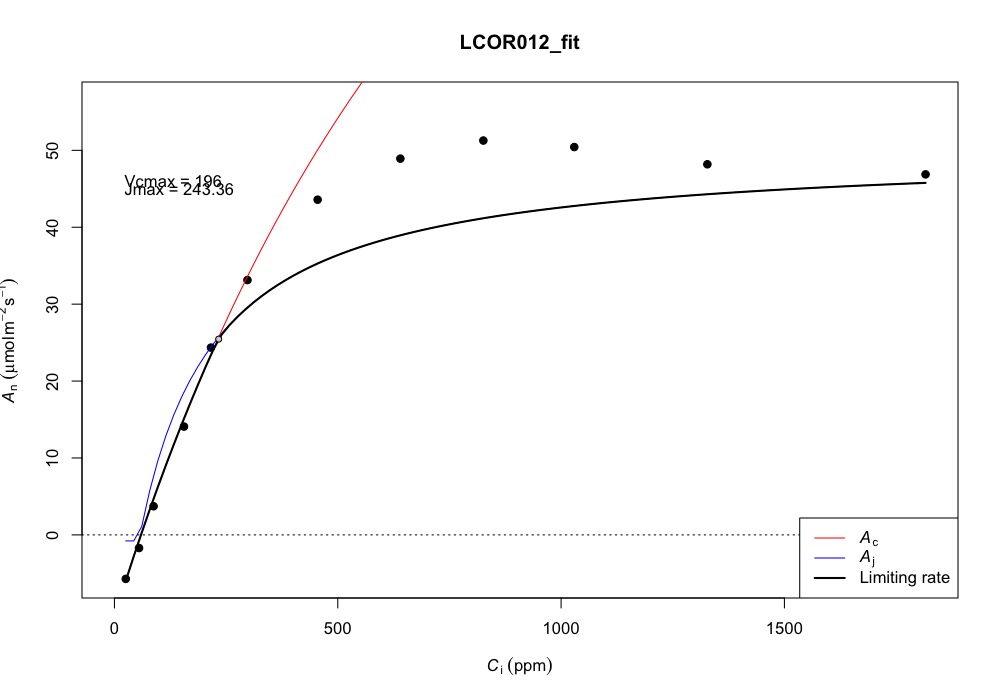 LCOR012_fit
Vcmax = 196
Jmax = 243.36
Aₙ (μmolm⁻²s⁻¹)
50
40
30
20
10
0
0 500 1000 1500
Cᵢ (ppm)
A꜀
Aⱼ
Limiting rate